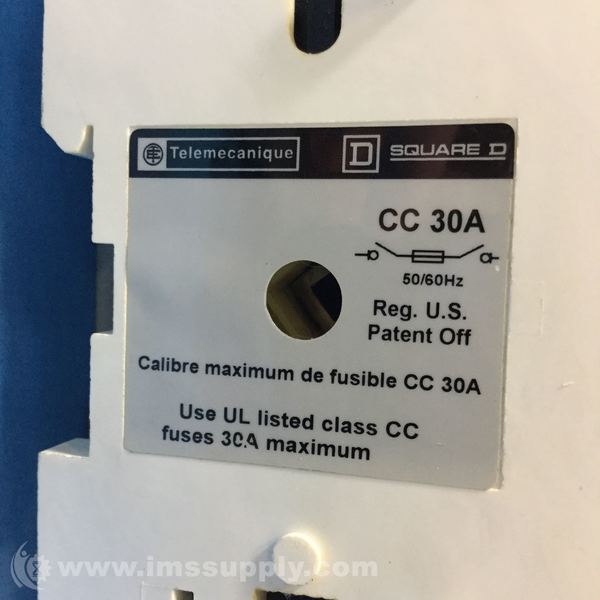 Telemecanique
D SQUARE D
CC 30A
50/60Hz
Reg. U.S.
Patent Off
Calibre maximum de fusible CC 30A
Use UL listed class CC
fuses 30A maximum
www.imssupply.com